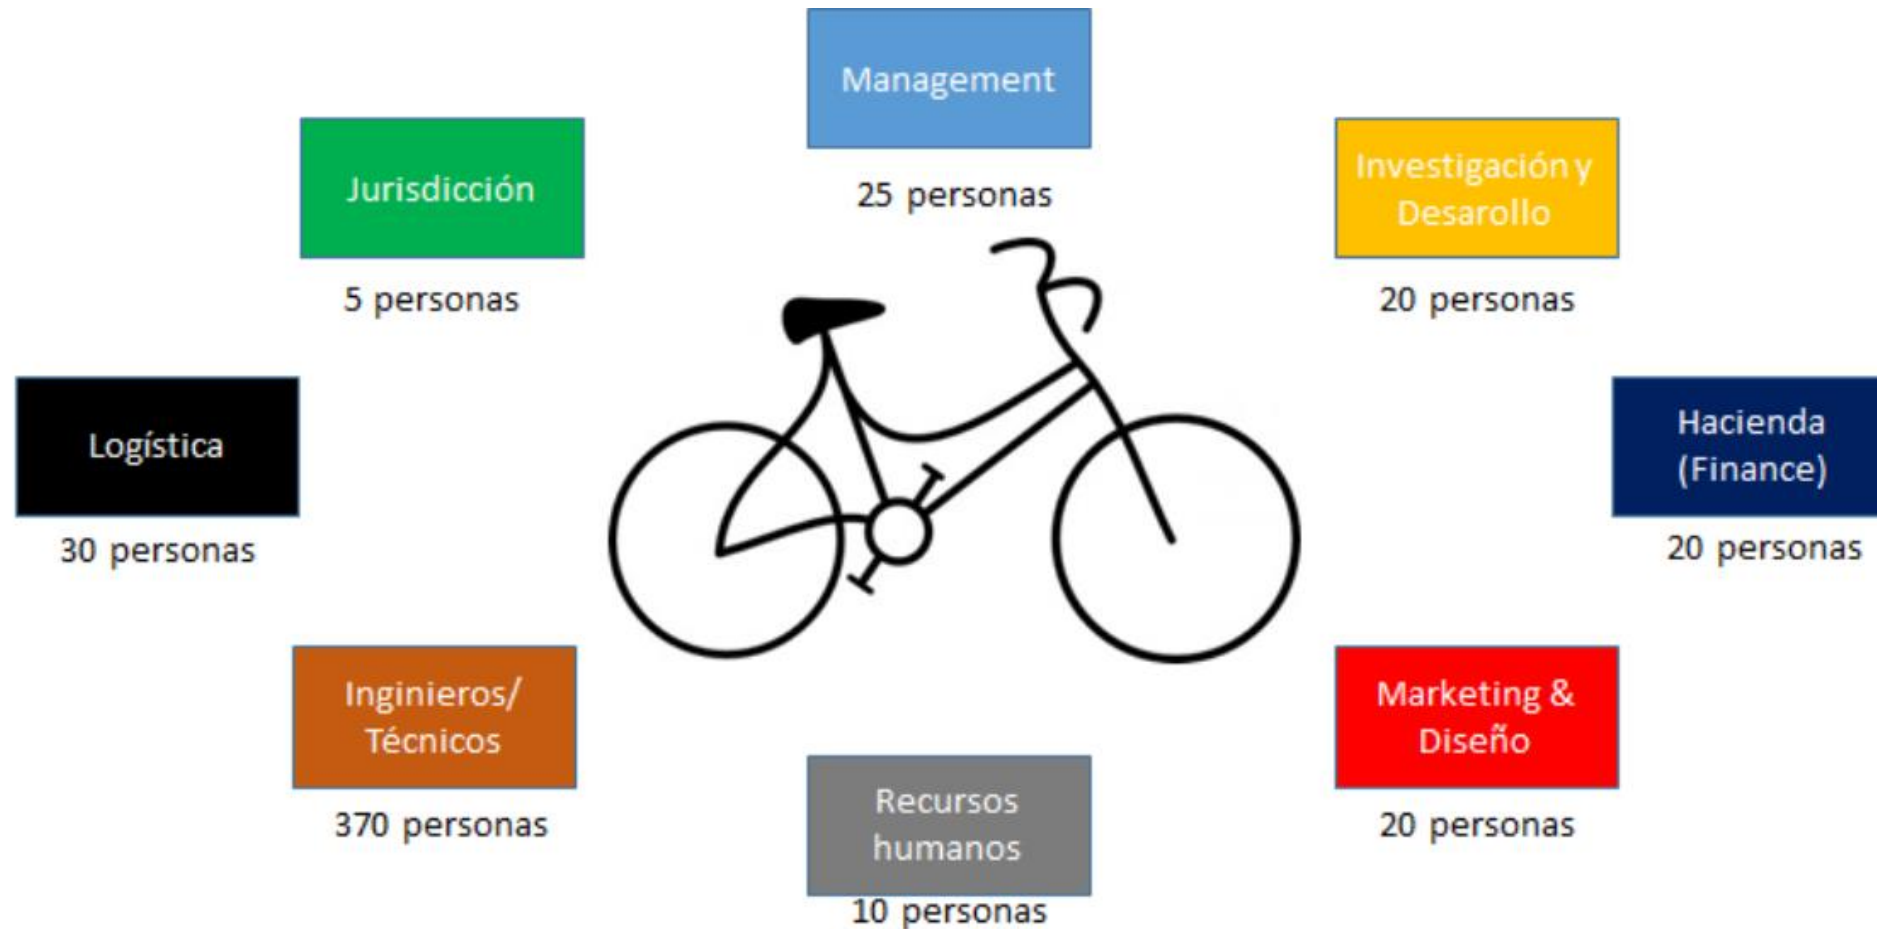 Management
25 personas
Jurisdicción
5 personas
Investigación y
Desarollo
20 personas
Logística
30 personas
Hacienda
(Finance)
20 personas
Inginieros/
Técnicos
370 personas
Marketing &
Diseño
20 personas
Recursos
humanos
10 personas